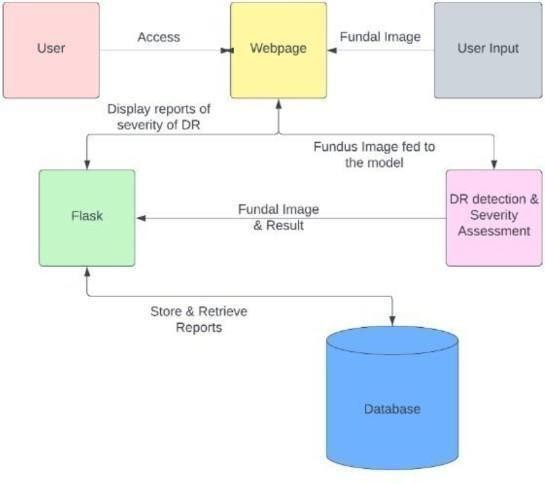 User
Access
Webpage
Fundal Image
User Input
Display reports of
severity of DR
Fundus Image fed to
the model
Flask
Fundal Image
& Result
DR detection &
Severity
Assessment
Store & Retrieve
Reports
Database